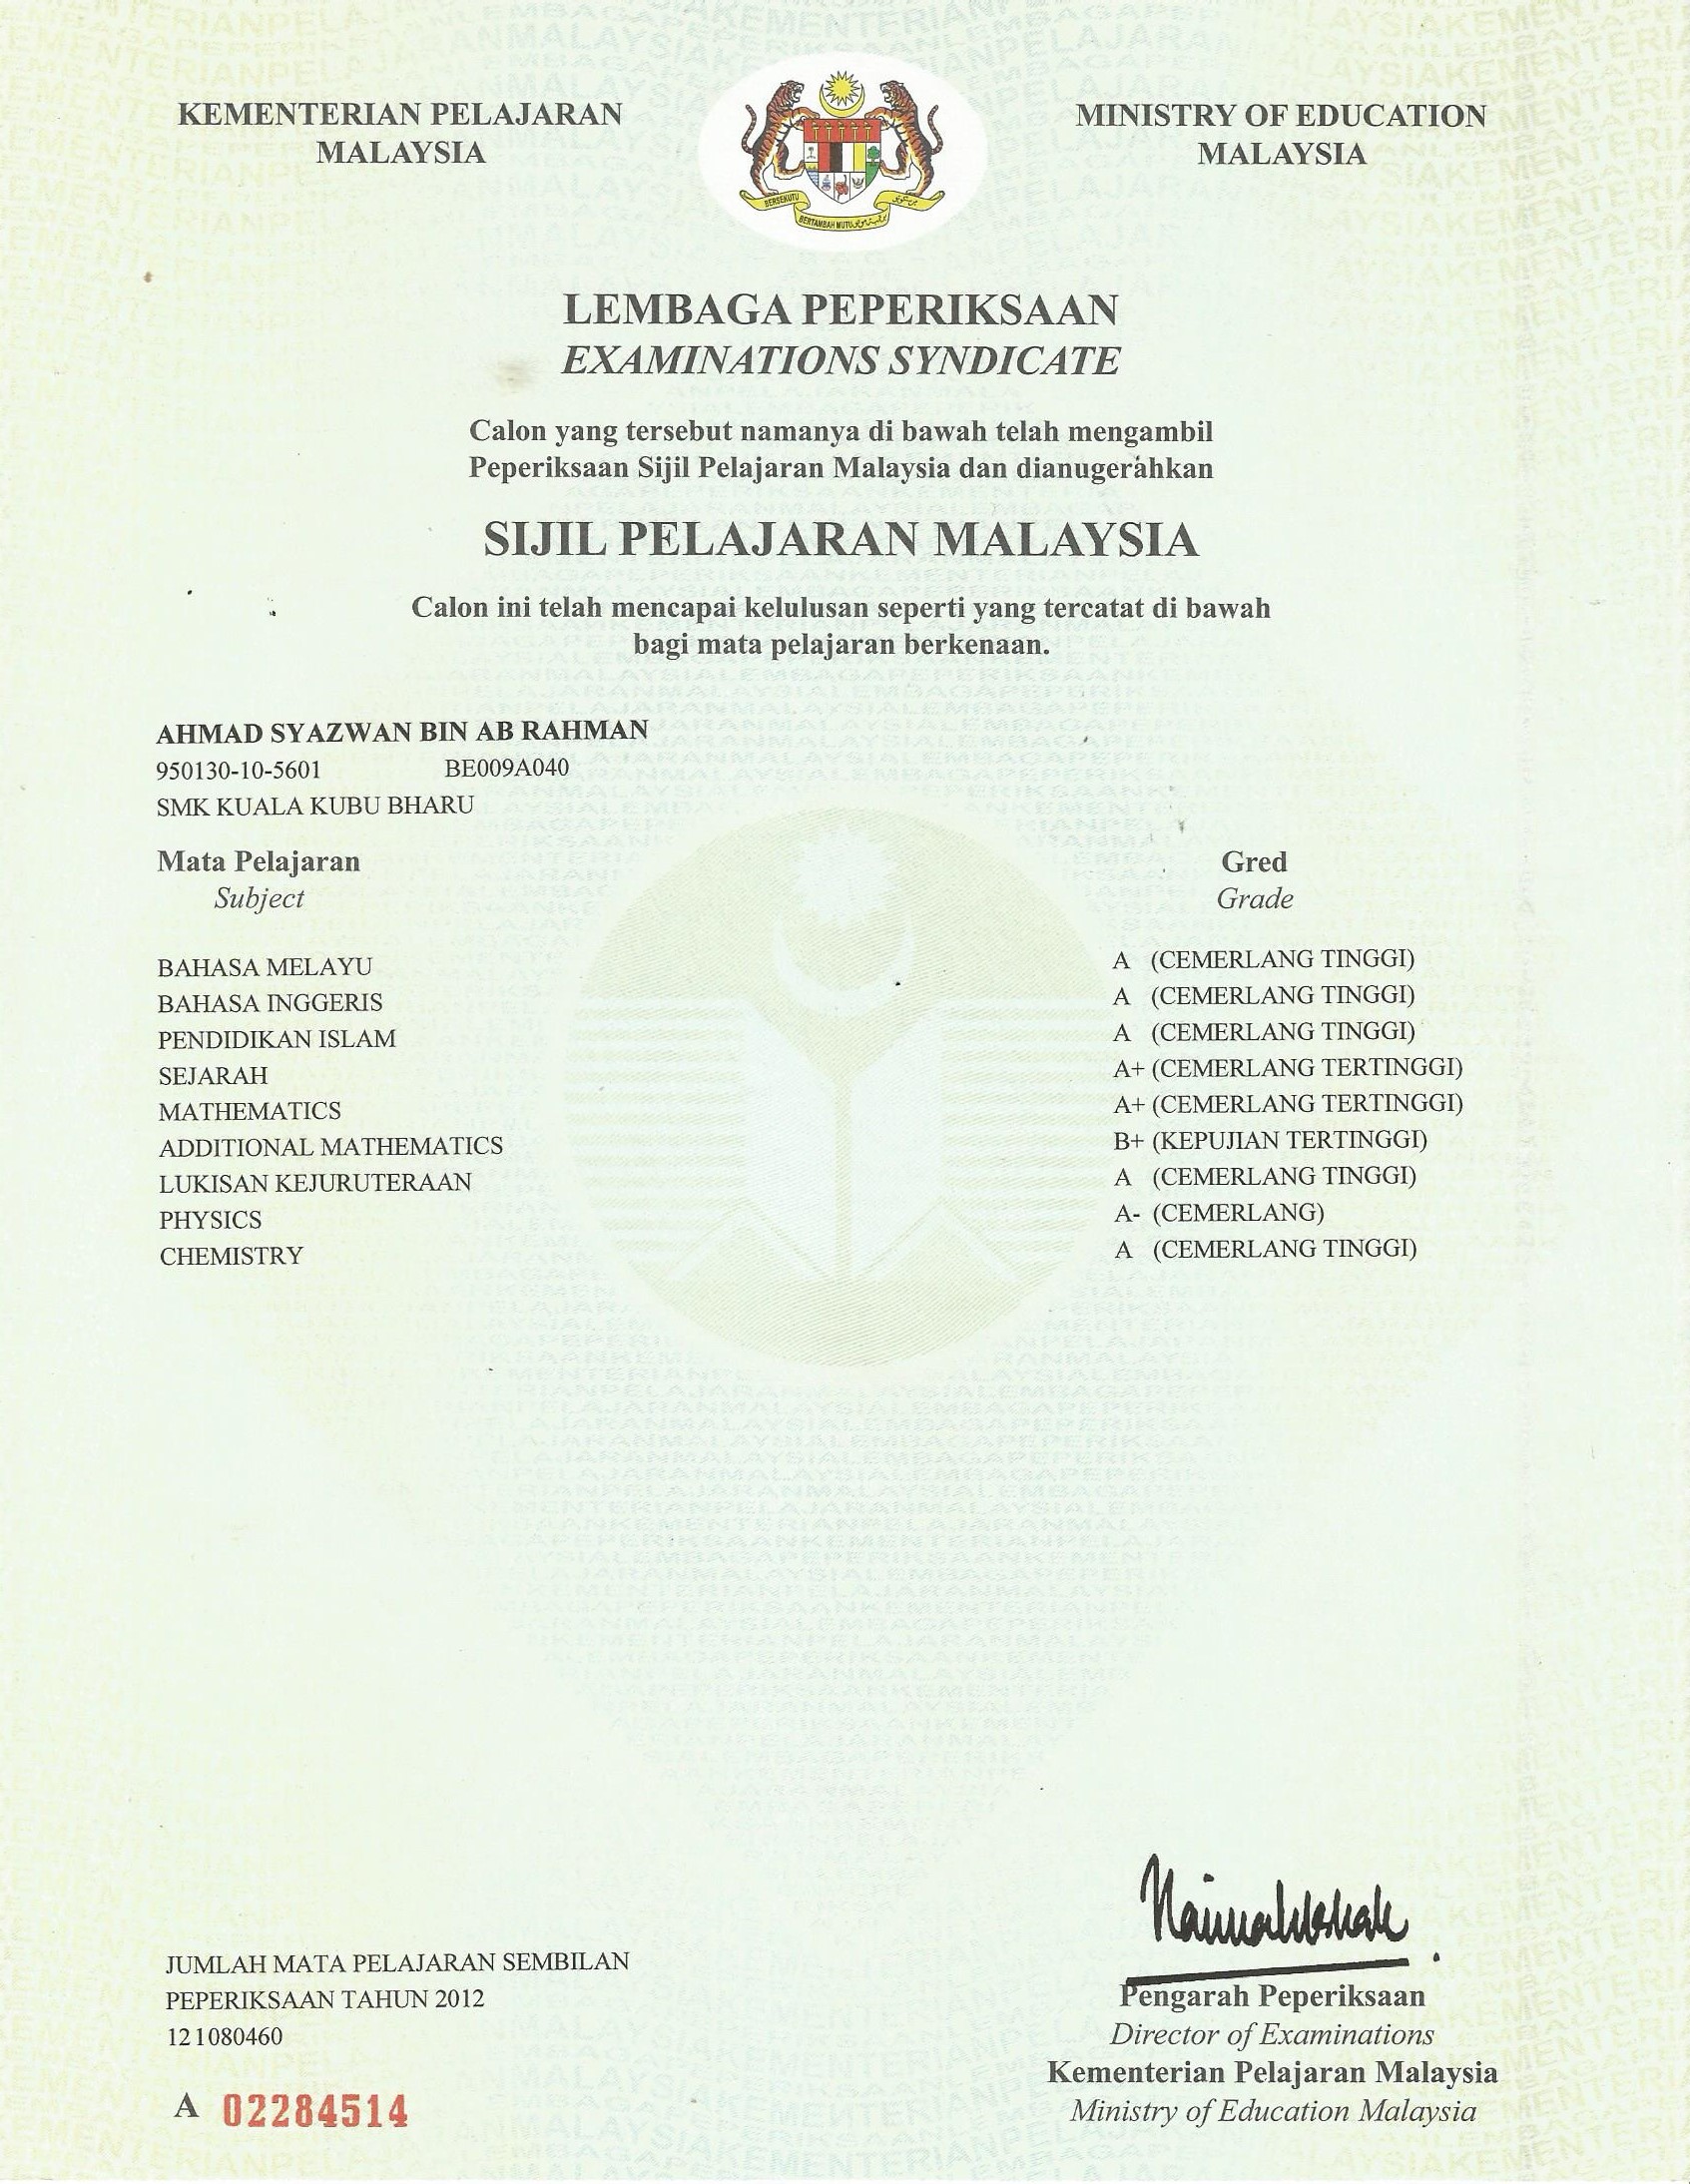 KEMENTERIAN PELAJARAN
MALAYSIA
MINISTRY OF EDUCATION
MALAYSIA
BERSEKUTU
BERTAMBAH MUTU
LEMBAGA PEPERIKSAAN
EXAMINATIONS SYNDICATE
Calon yang tersebut namanya di bawah telah mengambil
Peperiksaan Sijil Pelajaran Malaysia dan dianugerahkan
SIJIL PELAJARAN MALAYSIA
Calon ini telah mencapai kelulusan seperti yang tercatat di bawah
bagi mata pelajaran berkenaan.
AHMAD SYAZWAN BIN AB RAHMAN
950130-10-5601 BE009A040
SMK KUALA KUBU BHARU
Mata Pelajaran Gred
Subject Grade
BAHASA MELAYU A (CEMERLANG TINGGI)
BAHASA INGGERIS A (CEMERLANG TINGGI)
PENDIDIKAN ISLAM A (CEMERLANG TINGGI)
SEJARAH A+ (CEMERLANG TERTINGGI)
MATHEMATICS A+ (CEMERLANG TERTINGGI)
ADDITIONAL MATHEMATICS B+ (KEPUJIAN TERTINGGI)
LUKISAN KEJURUTERAAN A (CEMERLANG TINGGI)
PHYSICS A- (CEMERLANG)
CHEMISTRY A (CEMERLANG TINGGI)
JUMLAH MATA PELAJARAN SEMBILAN
PEPERIKSAAN TAHUN 2012
121080460
A 02284514
Pengarah Peperiksaan
Director of Examinations
Kementerian Pelajaran Malaysia
Ministry of Education Malaysia